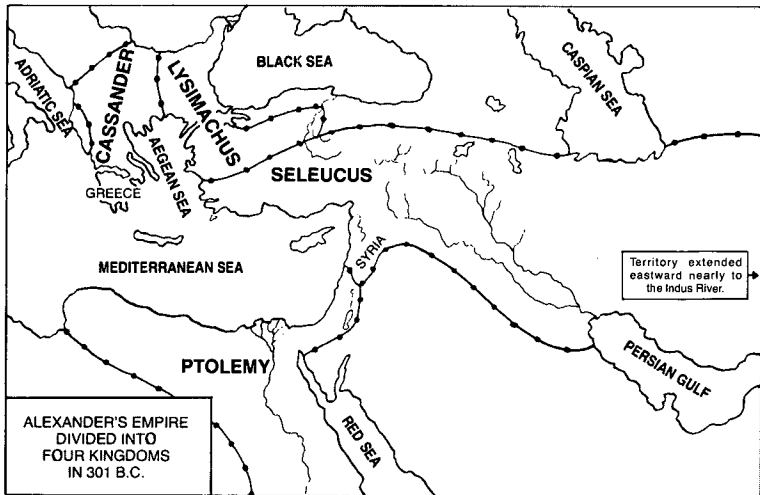 BLACK SEA
CASPIAN SEA
ADRIATIC SEA
CASSANDER
LYSIMACHUS
AEGEAN SEA
GREECE
SELEUCUS
SYRIA
MEDITERRANEAN SEA
Territory extended
eastward nearly to
the Indus River.
PTOLEMY
PERSIAN GULF
RED SEA
ALEXANDER'S EMPIRE
DIVIDED INTO
FOUR KINGDOMS
IN 301 B.C.